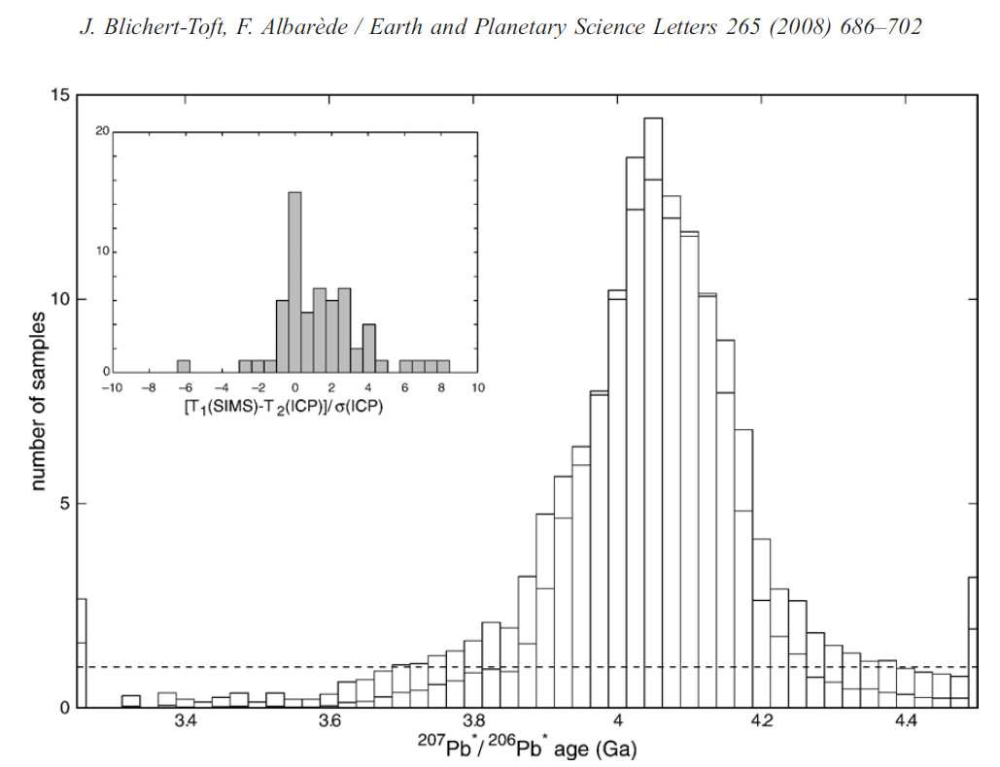 J. Blichert-Toft, F. Albarède / Earth and Planetary Science Letters 265 (2008) 686–702
15
20
10
0
−10 −8 −6 −4 −2 0 2 4 6 8 10
[T1(SIMS)-T2(ICP)]/σ(ICP)
number of samples
10
5
0
3.4 3.6 3.8 4 4.2 4.4
207Pb*/206Pb* age (Ga)